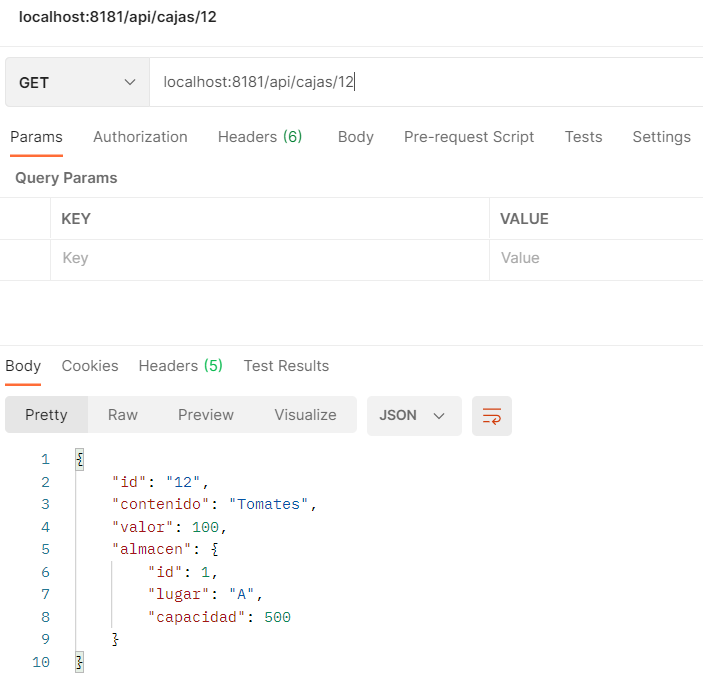 localhost:8181/api/cajas/12
GET localhost:8181/api/cajas/12
Params Authorization Headers (6) Body Pre-request Script Tests Settings
Query Params
KEY VALUE
Key Value
Body Cookies Headers (5) Test Results
Pretty Raw Preview Visualize JSON
1 {
2 "id": "12",
3 "contenido": "Tomates",
4 "valor": 100,
5 "almacen": {
6 "id": 1,
7 "lugar": "A",
8 "capacidad": 500
9 }
10 }